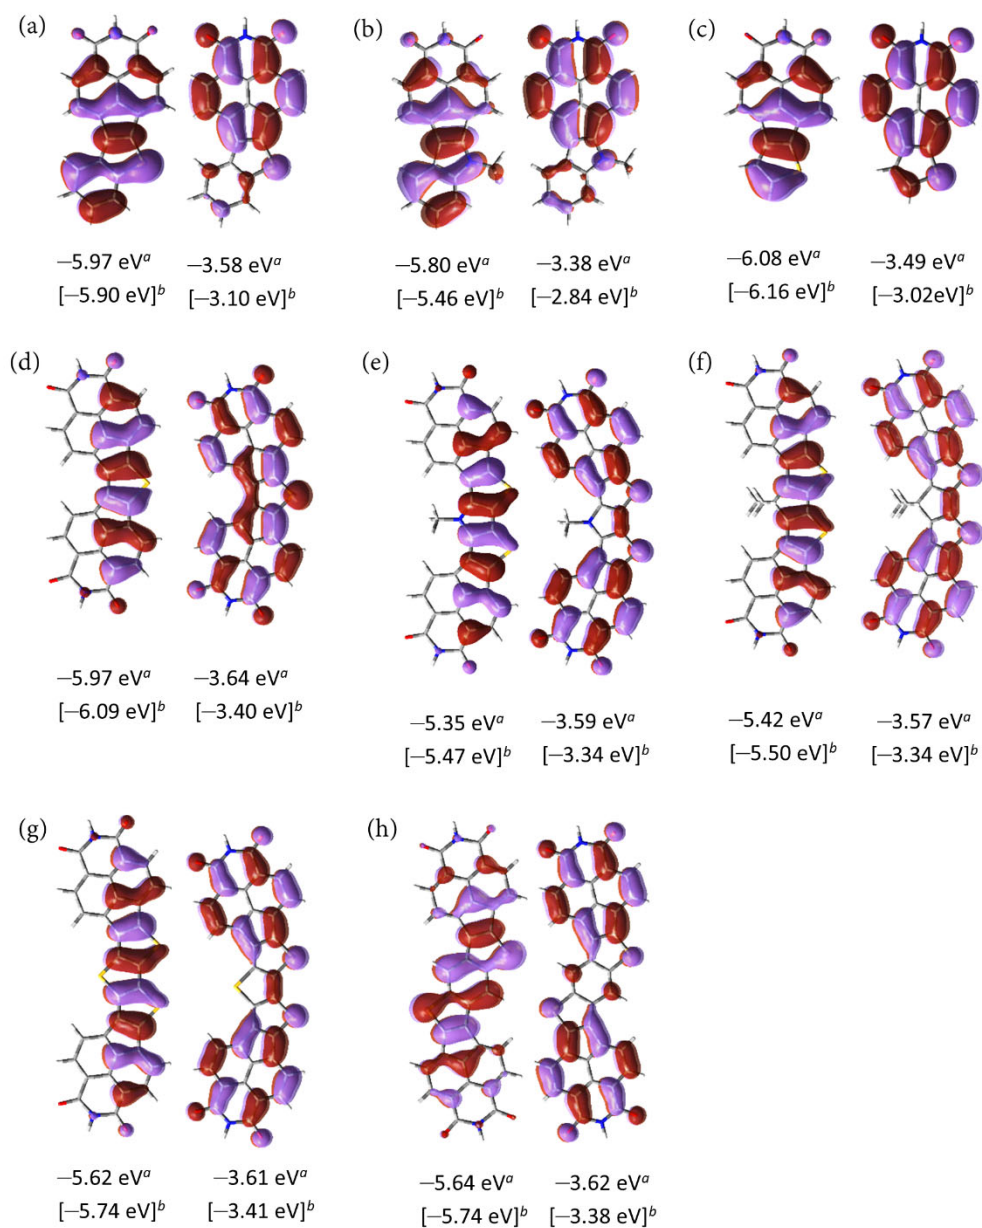 (a) (b) (c)
−5.97 eVᵃ −3.58 eVᵃ −5.80 eVᵃ −3.38 eVᵃ −6.08 eVᵃ −3.49 eVᵃ
[−5.90 eV]ᵇ [−3.10 eV]ᵇ [−5.46 eV]ᵇ [−2.84 eV]ᵇ [−6.16 eV]ᵇ [−3.02eV]ᵇ
(d) (e) (f)
−5.97 eVᵃ −3.64 eVᵃ
[−6.09 eV]ᵇ [−3.40 eV]ᵇ
−5.35 eVᵃ −3.59 eVᵃ −5.42 eVᵃ −3.57 eVᵃ
[−5.47 eV]ᵇ [−3.34 eV]ᵇ [−5.50 eV]ᵇ [−3.34 eV]ᵇ
(g) (h)
−5.62 eVᵃ −3.61 eVᵃ −5.64 eVᵃ −3.62 eVᵃ
[−5.74 eV]ᵇ [−3.41 eV]ᵇ [−5.74 eV]ᵇ [−3.38 eV]ᵇ